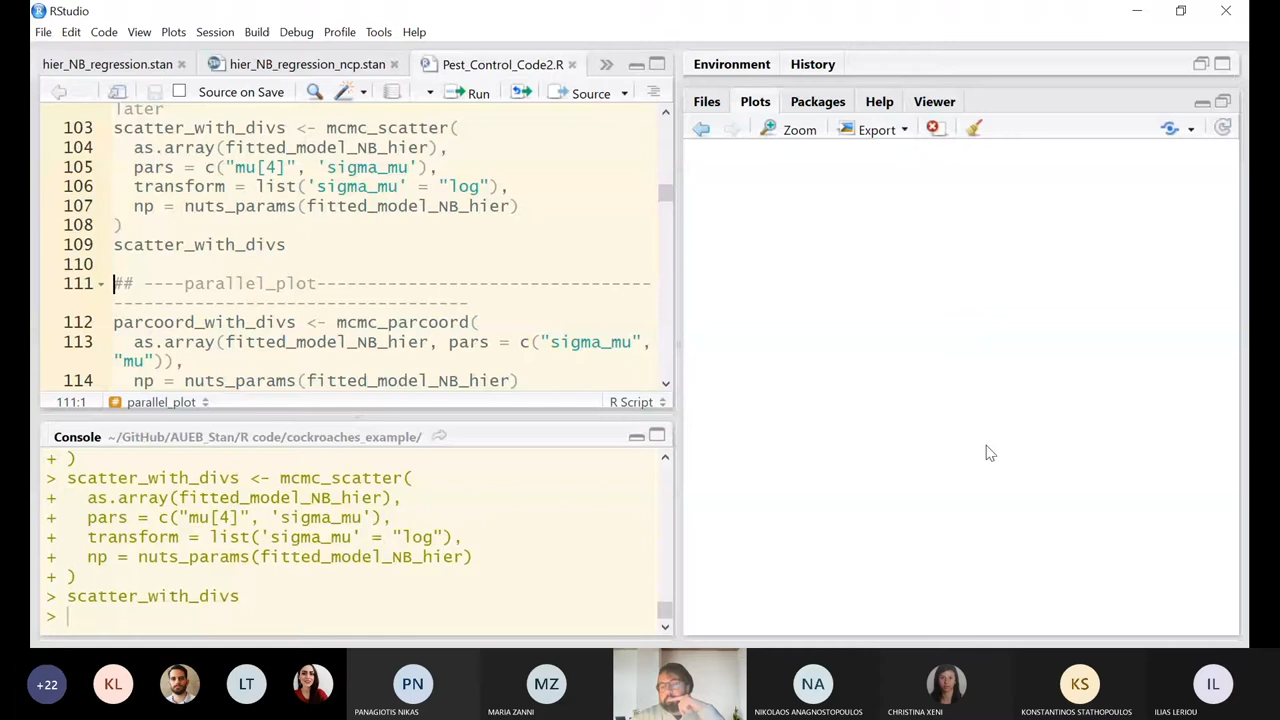 RStudio
File Edit Code View Plots Session Build Debug Profile Tools Help
hier_NB_regression.stan hier_NB_regression_ncp.stan Pest_Control_Code2.R
Source on Save Run Source
later
103 scatter_with_divs <- mcmc_scatter(
104 as.array(fitted_model_NB_hier),
105 pars = c("mu[4]", 'sigma_mu'),
106 transform = list('sigma_mu' = "log"),
107 np = nuts_params(fitted_model_NB_hier)
108 )
109 scatter_with_divs
110
111 ## ----parallel_plot---------------------------------
-----------------------------------
112 parcoord_with_divs <- mcmc_parcoord(
113 as.array(fitted_model_NB_hier, pars = c("sigma_mu",
"mu")),
114 np = nuts_params(fitted_model_NB_hier)
111:1 parallel_plot R Script
Console ~/GitHub/AUEB_Stan/R code/cockroaches_example/
+ )
> scatter_with_divs <- mcmc_scatter(
+ as.array(fitted_model_NB_hier),
+ pars = c("mu[4]", 'sigma_mu'),
+ transform = list('sigma_mu' = "log"),
+ np = nuts_params(fitted_model_NB_hier)
+ )
> scatter_with_divs
>
Environment History
Files Plots Packages Help Viewer
Zoom Export
+22 KL LT PN MZ NA KS IL
PANAGIOTIS NIKAS MARIA ZANNI NIKOLAOS ANAGNOSTOPOULOS CHRISTINA XENI KONSTANTINOS STATHOPOULOS ILIAS LERIOU